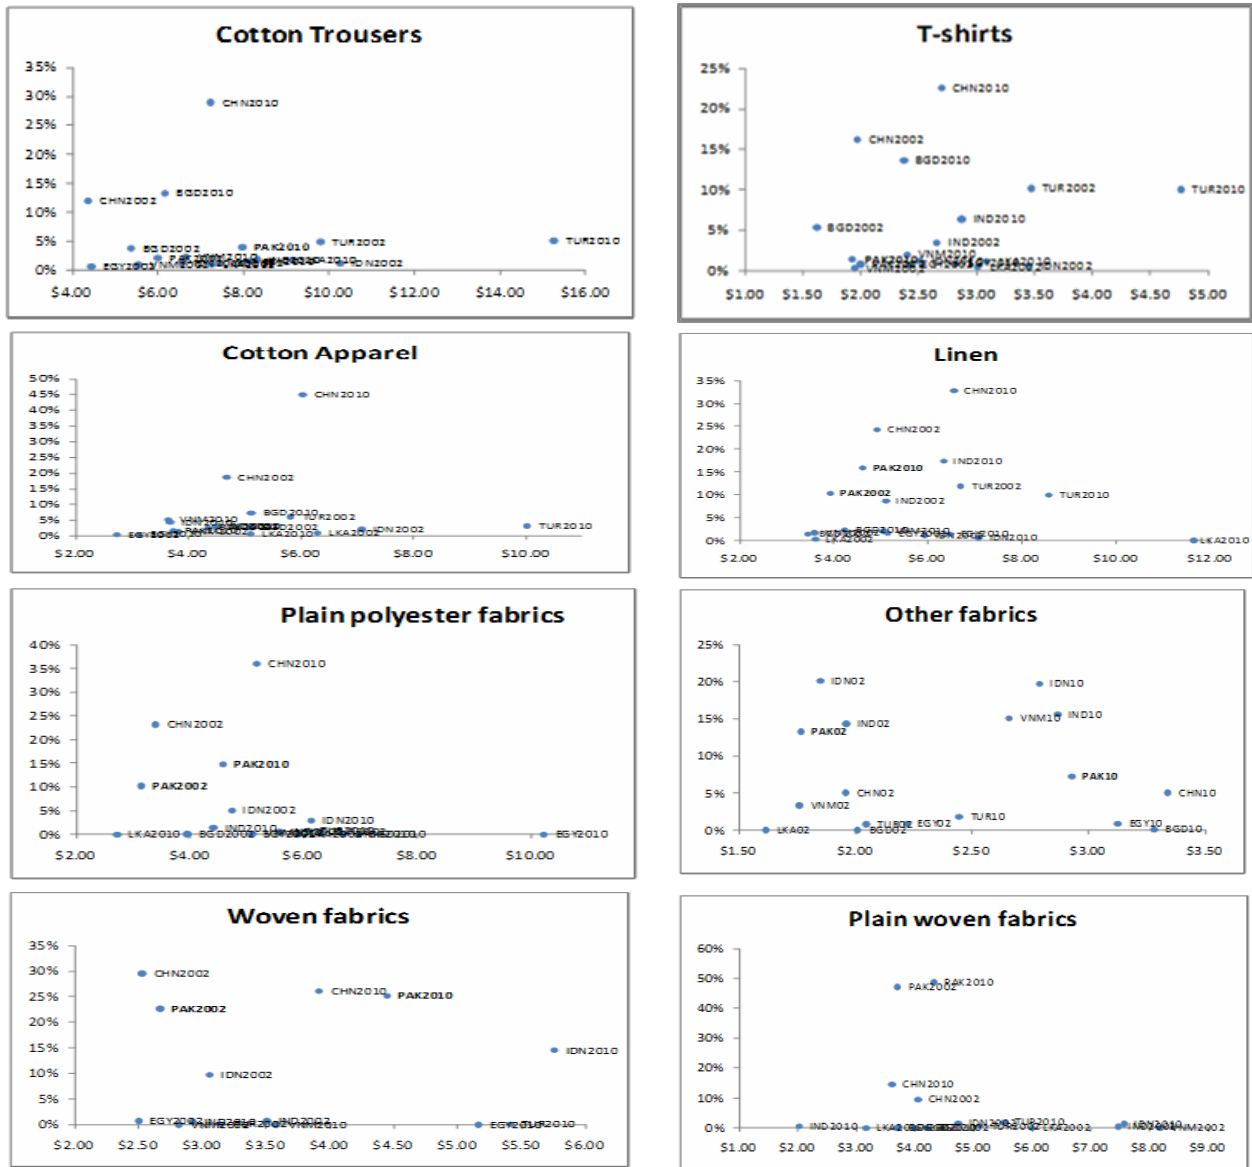 Cotton Trousers
35%
30%
25%
20%
15%
10%
5%
0%
CHN2010
BGD2010
CHN2002
BGD2002
PAK2010
TUR2002
TUR2010
EGY2002
IDN2002
$4.00 $6.00 $8.00 $10.00 $12.00 $14.00 $16.00
T-shirts
25%
20%
15%
10%
5%
0%
CHN2010
CHN2002
BGD2010
TUR2002
TUR2010
IND2010
BGD2002
IND2002
VNM2010
PAK2010
VNM2002
$1.00 $1.50 $2.00 $2.50 $3.00 $3.50 $4.00 $4.50 $5.00
Cotton Apparel
50%
45%
40%
35%
30%
25%
20%
15%
10%
5%
0%
CHN2010
CHN2002
BGD2010
VNM2010
IDN2010
TUR2002
IDN2002
TUR2010
LKA2010
LKA2002
$2.00 $4.00 $6.00 $8.00 $10.00
Linen
35%
30%
25%
20%
15%
10%
5%
0%
CHN2010
CHN2002
IND2010
PAK2010
TUR2002
PAK2002
TUR2010
IND2002
BGD2010
LKA2002
IDN2010
LKA2010
$2.00 $4.00 $6.00 $8.00 $10.00 $12.00
Plain polyester fabrics
40%
35%
30%
25%
20%
15%
10%
5%
0%
CHN2010
CHN2002
PAK2010
PAK2002
IDN2002
IDN2010
IND2010
LKA2010
BGD2002
EGY2010
$2.00 $4.00 $6.00 $8.00 $10.00
Other fabrics
25%
20%
15%
10%
5%
0%
IDN02
IDN10
IND02
VNM10
IND10
PAK02
PAK10
CHN02
CHN10
VNM02
TUR10
LKA02
TUR02
BGD02
EGY02
EGY10
BGD10
$1.50 $2.00 $2.50 $3.00 $3.50
Woven fabrics
35%
30%
25%
20%
15%
10%
5%
0%
CHN2002
CHN2010
PAK2010
PAK2002
IDN2010
IDN2002
EGY2002
IND2002
VNM2010
EGY2010
TUR2010
$2.00 $2.50 $3.00 $3.50 $4.00 $4.50 $5.00 $5.50 $6.00
Plain woven fabrics
60%
50%
40%
30%
20%
10%
0%
PAK2002
PAK2010
CHN2010
CHN2002
IND2010
IDN2002
TUR2010
LKA2002
IDN2010
VNM2002
$1.00 $2.00 $3.00 $4.00 $5.00 $6.00 $7.00 $8.00 $9.00